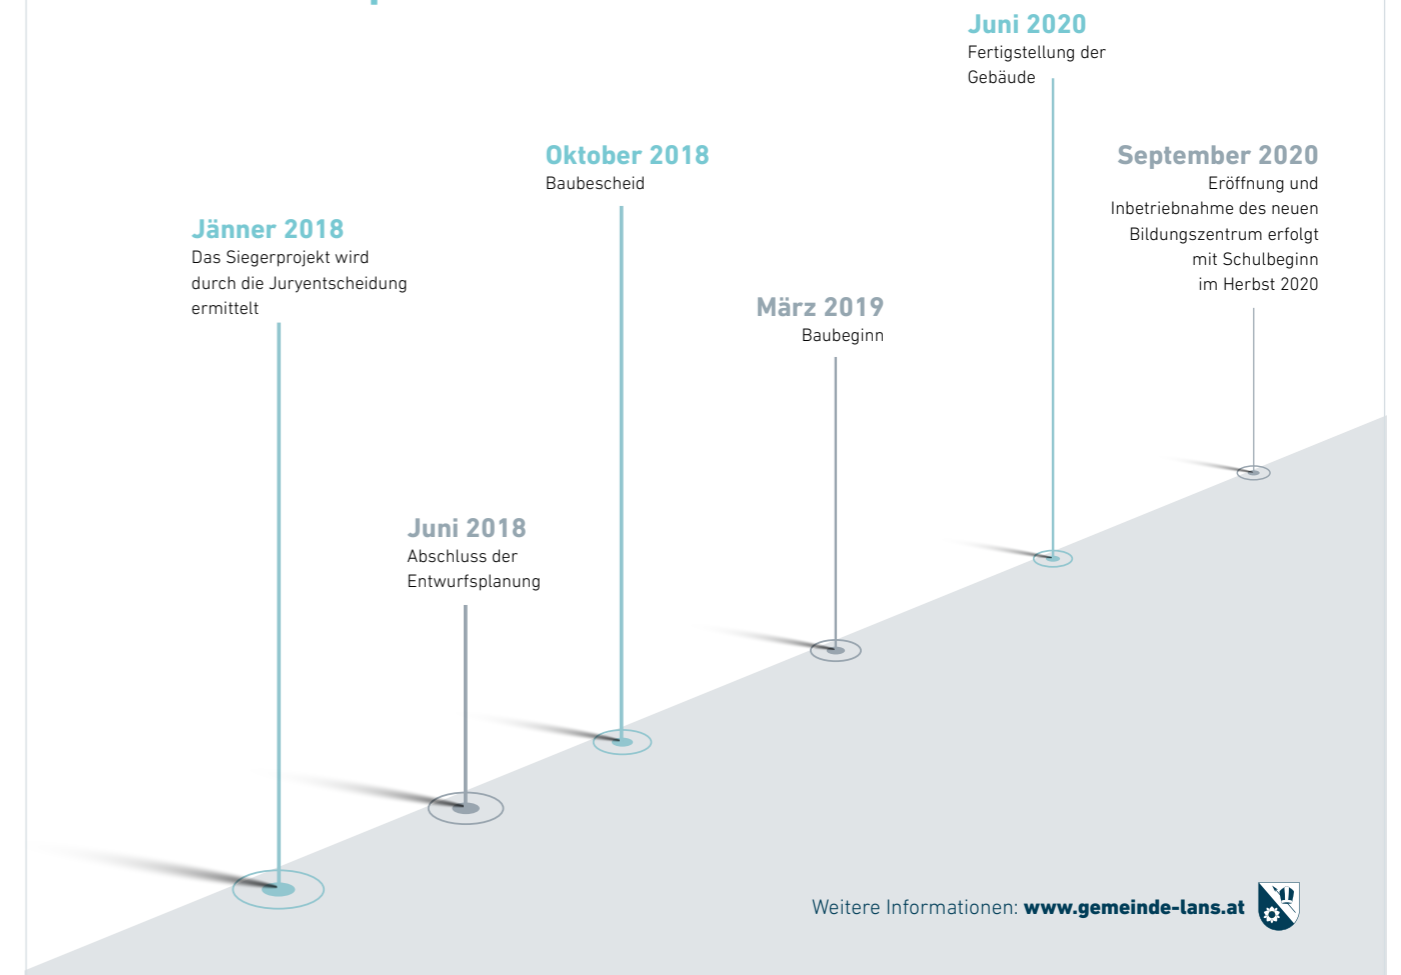 Jänner 2018
Das Siegerprojekt wird
durch die Juryentscheidung
ermittelt
Juni 2018
Abschluss der
Entwurfsplanung
Oktober 2018
Baubescheid
März 2019
Baubeginn
Juni 2020
Fertigstellung der
Gebäude
September 2020
Eröffnung und
Inbetriebnahme des neuen
Bildungszentrum erfolgt
mit Schulbeginn
im Herbst 2020
Weitere Informationen: www.gemeinde-lans.at